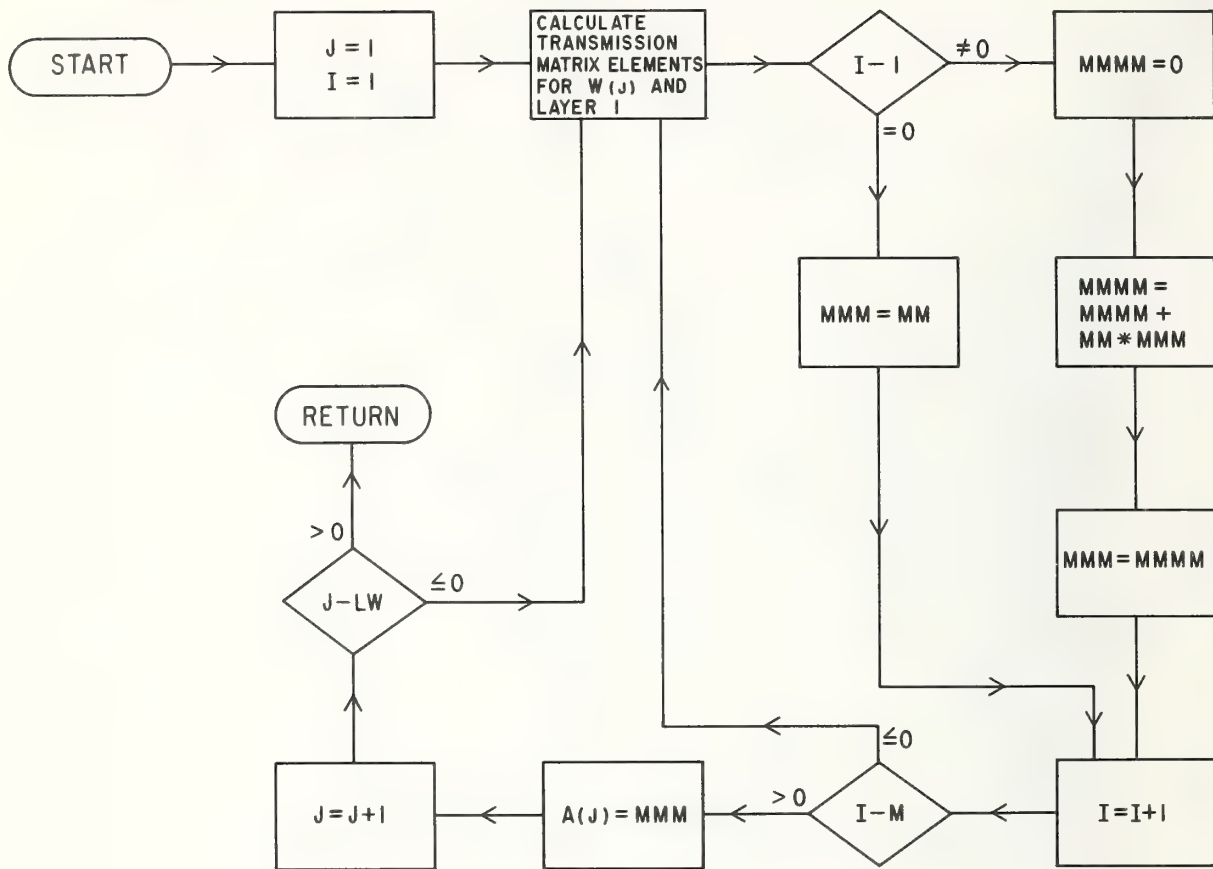 START
J = 1
I = 1
CALCULATE
TRANSMISSION
MATRIX ELEMENTS
FOR W(J) AND
LAYER I
I-1
≠0
=0
MMMM=0
MMM=MM
MMMM=
MMMM+
MM*MMM
MMM=MMMM
I=I+1
I-M
≤0
>0
A(J)=MMM
J=J+1
J-LW
≤0
>0
RETURN